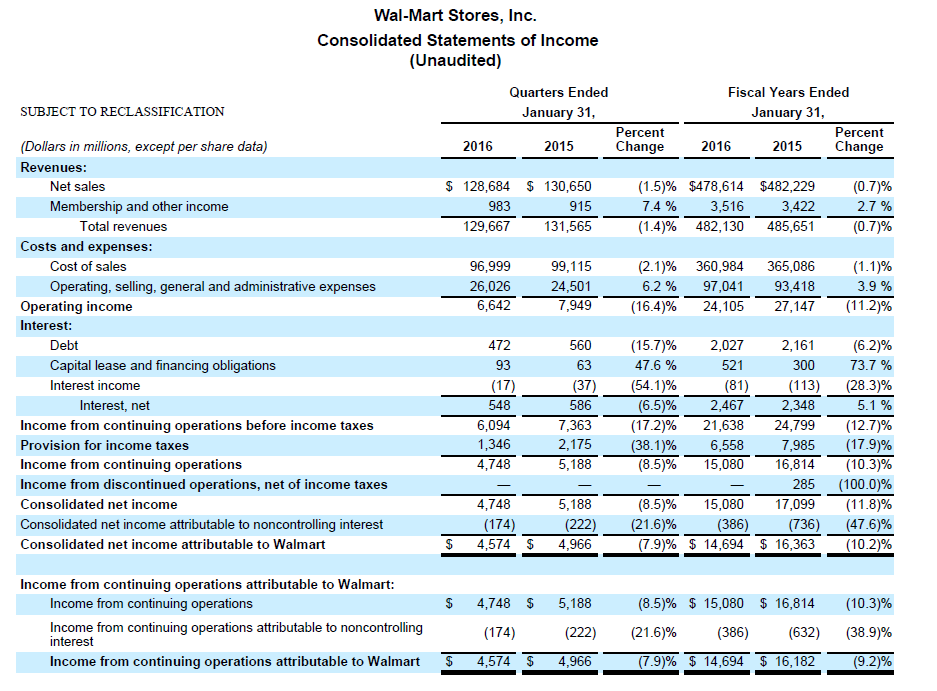 Wal-Mart Stores, Inc.
Consolidated Statements of Income
(Unaudited)
Quarters Ended Fiscal Years Ended
SUBJECT TO RECLASSIFICATION January 31, January 31,
(Dollars in millions, except per share data) 2016 2015 Percent Change 2016 2015 Percent Change
Revenues:
Net sales $ 128,684 $ 130,650 (1.5)% $478,614 $482,229 (0.7)%
Membership and other income 983 915 7.4 % 3,516 3,422 2.7 %
Total revenues 129,667 131,565 (1.4)% 482,130 485,651 (0.7)%
Costs and expenses:
Cost of sales 96,999 99,115 (2.1)% 360,984 365,086 (1.1)%
Operating, selling, general and administrative expenses 26,026 24,501 6.2 % 97,041 93,418 3.9 %
Operating income 6,642 7,949 (16.4)% 24,105 27,147 (11.2)%
Interest:
Debt 472 560 (15.7)% 2,027 2,161 (6.2)%
Capital lease and financing obligations 93 63 47.6 % 521 300 73.7 %
Interest income (17) (37) (54.1)% (81) (113) (28.3)%
Interest, net 548 586 (6.5)% 2,467 2,348 5.1 %
Income from continuing operations before income taxes 6,094 7,363 (17.2)% 21,638 24,799 (12.7)%
Provision for income taxes 1,346 2,175 (38.1)% 6,558 7,985 (17.9)%
Income from continuing operations 4,748 5,188 (8.5)% 15,080 16,814 (10.3)%
Income from discontinued operations, net of income taxes — — — — 285 (100.0)%
Consolidated net income 4,748 5,188 (8.5)% 15,080 17,099 (11.8)%
Consolidated net income attributable to noncontrolling interest (174) (222) (21.6)% (386) (736) (47.6)%
Consolidated net income attributable to Walmart $ 4,574 $ 4,966 (7.9)% $ 14,694 $ 16,363 (10.2)%
Income from continuing operations attributable to Walmart:
Income from continuing operations $ 4,748 $ 5,188 (8.5)% $ 15,080 $ 16,814 (10.3)%
Income from continuing operations attributable to noncontrolling
interest (174) (222) (21.6)% (386) (632) (38.9)%
Income from continuing operations attributable to Walmart $ 4,574 $ 4,966 (7.9)% $ 14,694 $ 16,182 (9.2)%